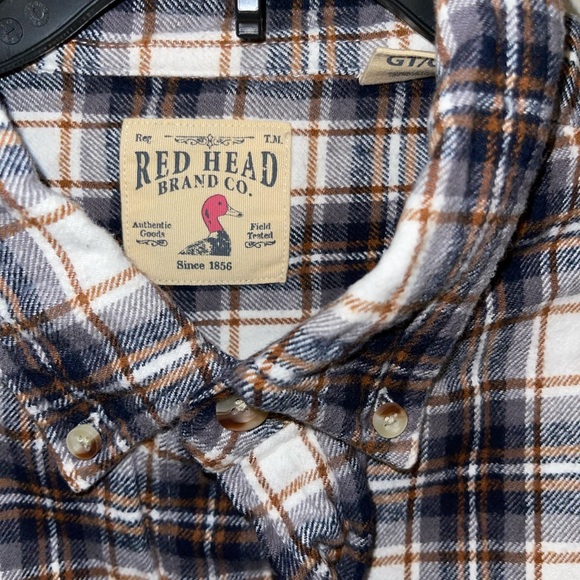 Reg T.M.
RED HEAD
BRAND CO.
Authentic Field
Goods Tested
Since 1856